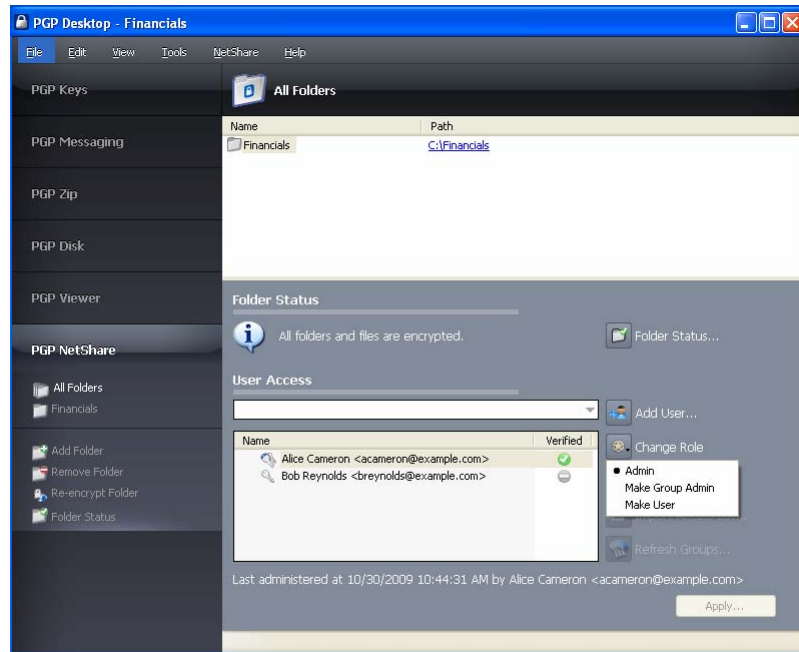 PGP Desktop - Financials
File Edit View Tools NetShare Help
PGP Keys
PGP Messaging
PGP Zip
PGP Disk
PGP Viewer
PGP NetShare
All Folders
Financials
Add Folder
Remove Folder
Re-encrypt Folder
Folder Status
All Folders
Name Path
Financials C:\Financials
Folder Status
All folders and files are encrypted.
Folder Status...
User Access
Add User...
Name Verified
Alice Cameron <acameron@example.com>
Bob Reynolds <breynolds@example.com>
Change Role
Admin
Make Group Admin
Make User
Refresh Groups...
Last administered at 10/30/2009 10:44:31 AM by Alice Cameron <acameron@example.com>
Apply...